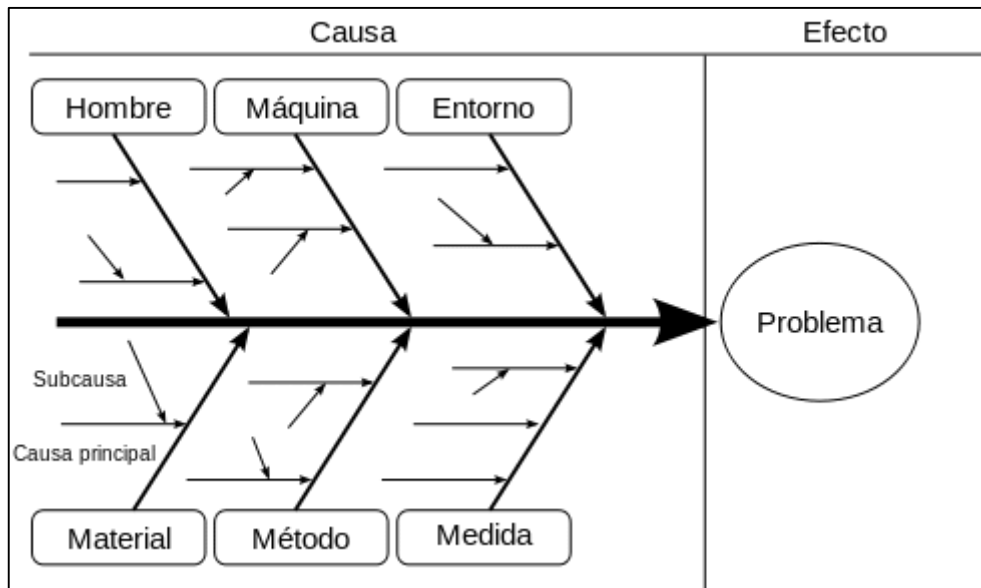 Causa
Efecto
Hombre
Máquina
Entorno
Problema
Subcausa
Causa principal
Material
Método
Medida